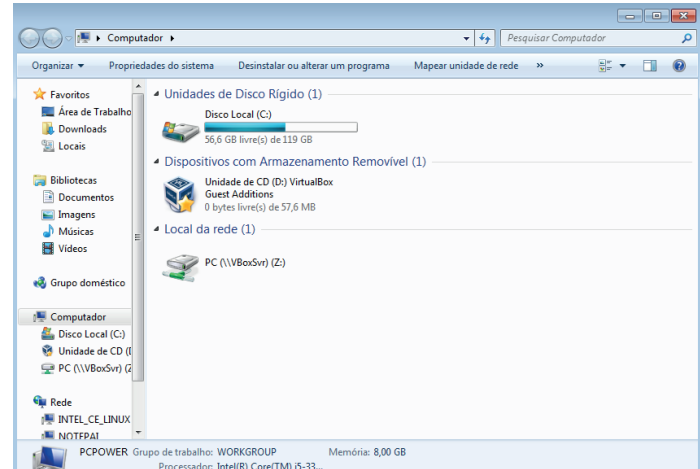 Computador
Pesquisar Computador
Organizar
Propriedades do sistema
Desinstalar ou alterar um programa
Mapear unidade de rede
»
Favoritos
Área de Trabalho
Downloads
Locais
Bibliotecas
Documentos
Imagens
Músicas
Vídeos
Grupo doméstico
Computador
Disco Local (C:)
Unidade de CD (D
PC (\\VBoxSvr) (Z
Rede
INTEL_CE_LINUX
NOTEPAI
Unidades de Disco Rígido (1)
Disco Local (C:)
56,6 GB livre(s) de 119 GB
Dispositivos com Armazenamento Removível (1)
Unidade de CD (D:) VirtualBox
Guest Additions
0 bytes livre(s) de 57,6 MB
Local da rede (1)
PC (\\VBoxSvr) (Z:)
PCPOWER Grupo de trabalho: WORKGROUP Memória: 8,00 GB
Processador: Intel(R) Core(TM) i5-33...